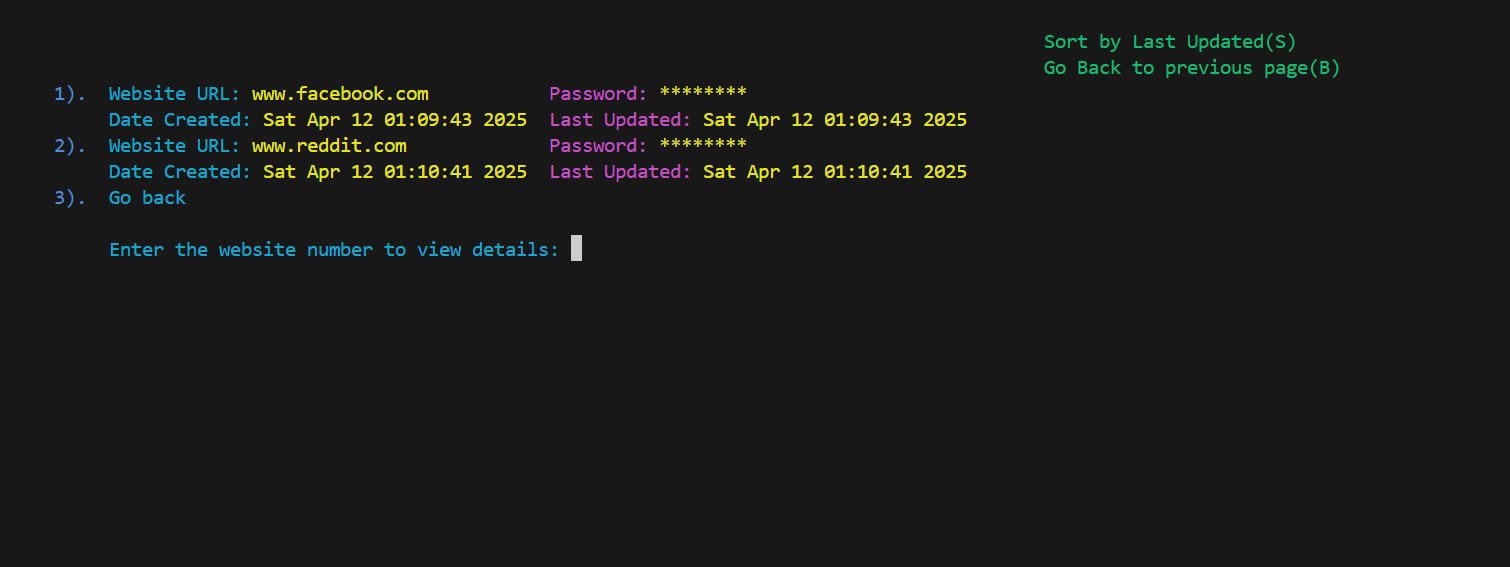 Sort by Last Updated(S)
Go Back to previous page(B)
1). Website URL: www.facebook.com Password: ********
Date Created: Sat Apr 12 01:09:43 2025 Last Updated: Sat Apr 12 01:09:43 2025
2). Website URL: www.reddit.com Password: ********
Date Created: Sat Apr 12 01:10:41 2025 Last Updated: Sat Apr 12 01:10:41 2025
3). Go back
Enter the website number to view details: